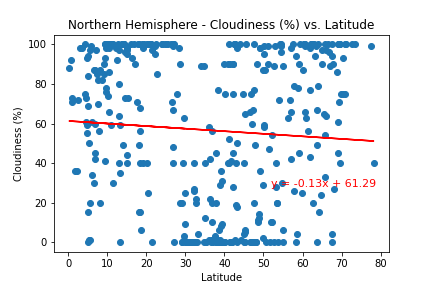 Northern Hemisphere - Cloudiness (%) vs. Latitude
100
80
60
40
20
0
Cloudiness (%)
y = -0.13x + 61.29
0 10 20 30 40 50 60 70 80
Latitude